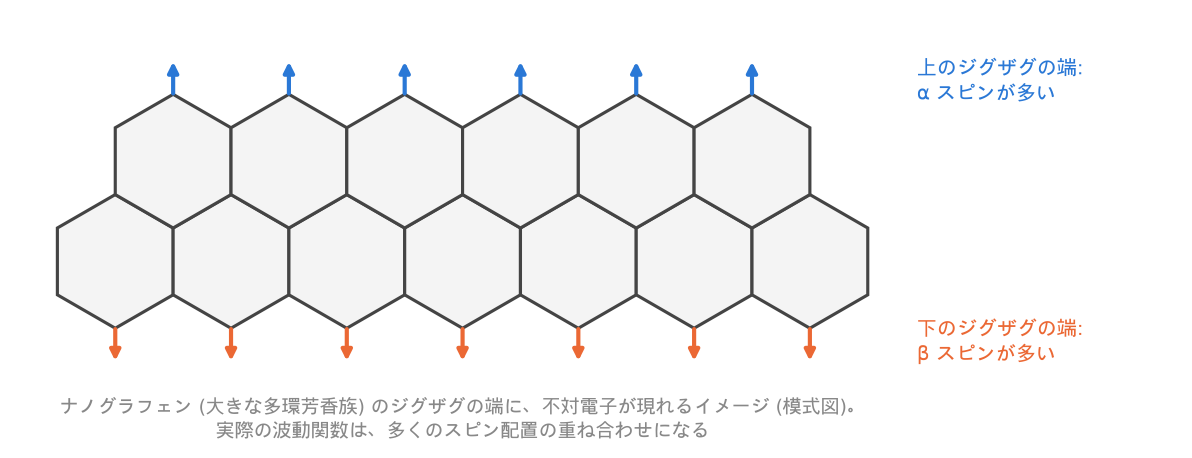 上のジグザグの端:
α スピンが多い
下のジグザグの端:
β スピンが多い
ナノグラフェン (大きな多環芳香族) のジグザグの端に、不対電子が現れるイメージ (模式図)。
実際の波動関数は、多くのスピン配置の重ね合わせになる